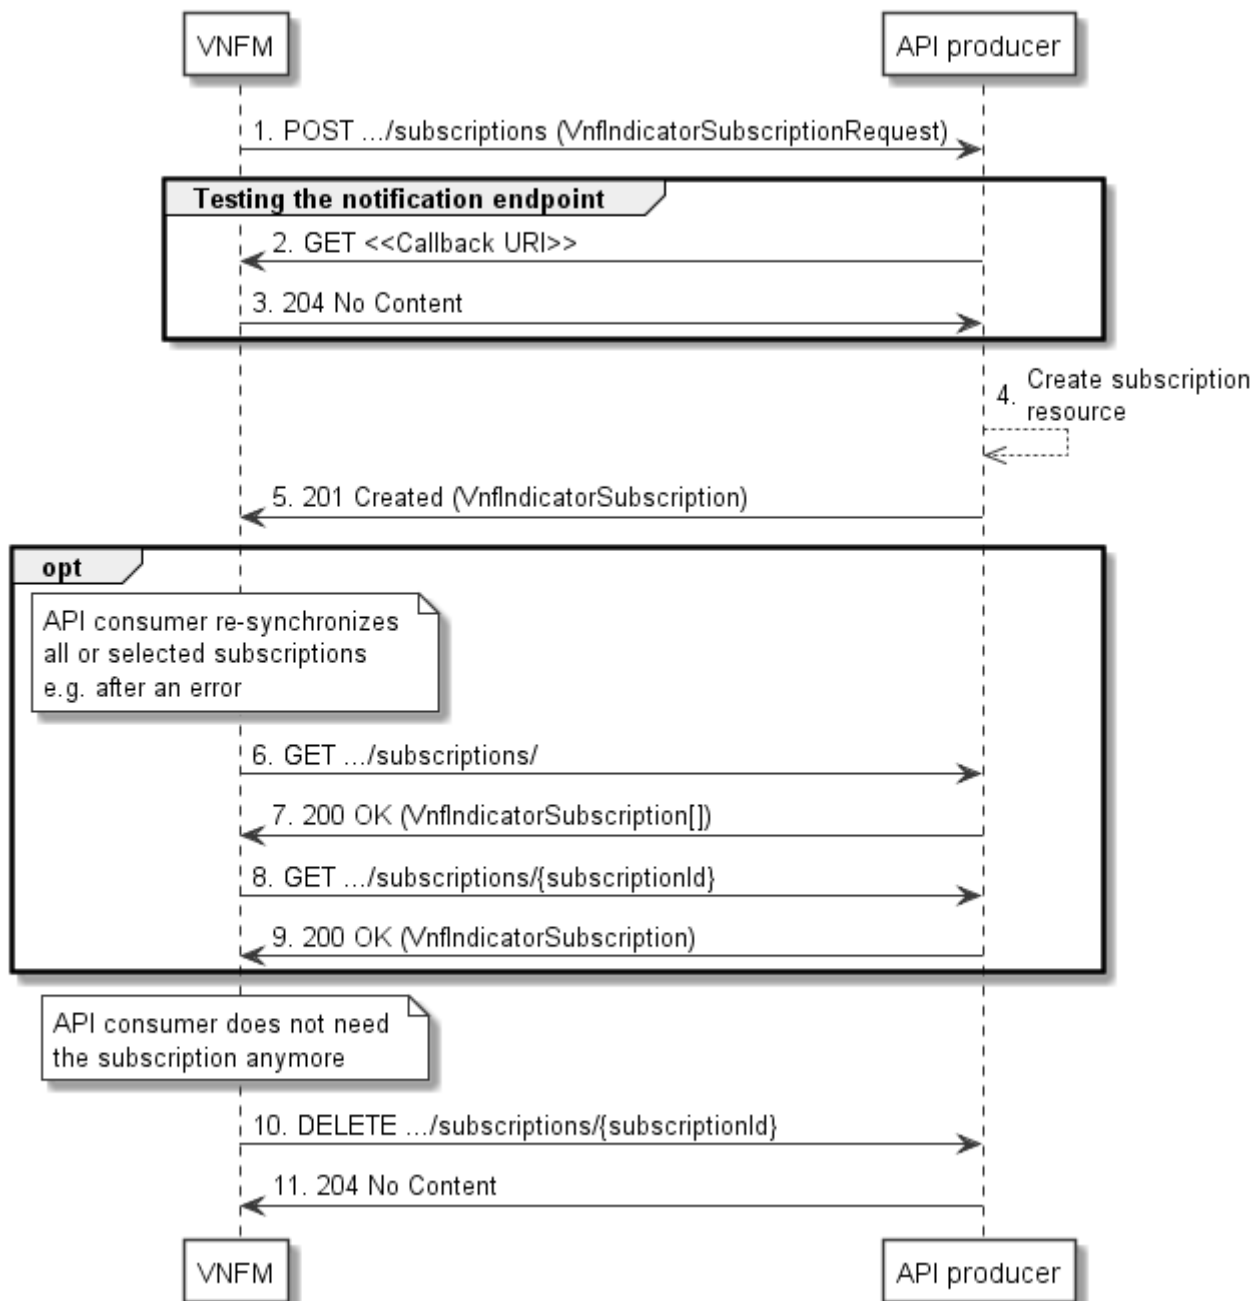 VNFM
API producer
1. POST .../subscriptions (VnfIndicatorSubscriptionRequest)
Testing the notification endpoint
2. GET <<Callback URI>>
3. 204 No Content
4. Create subscription
resource
5. 201 Created (VnfIndicatorSubscription)
opt
API consumer re-synchronizes
all or selected subscriptions
e.g. after an error
6. GET .../subscriptions/
7. 200 OK (VnfIndicatorSubscription[])
8. GET .../subscriptions/{subscriptionId}
9. 200 OK (VnfIndicatorSubscription)
API consumer does not need
the subscription anymore
10. DELETE .../subscriptions/{subscriptionId}
11. 204 No Content
VNFM
API producer